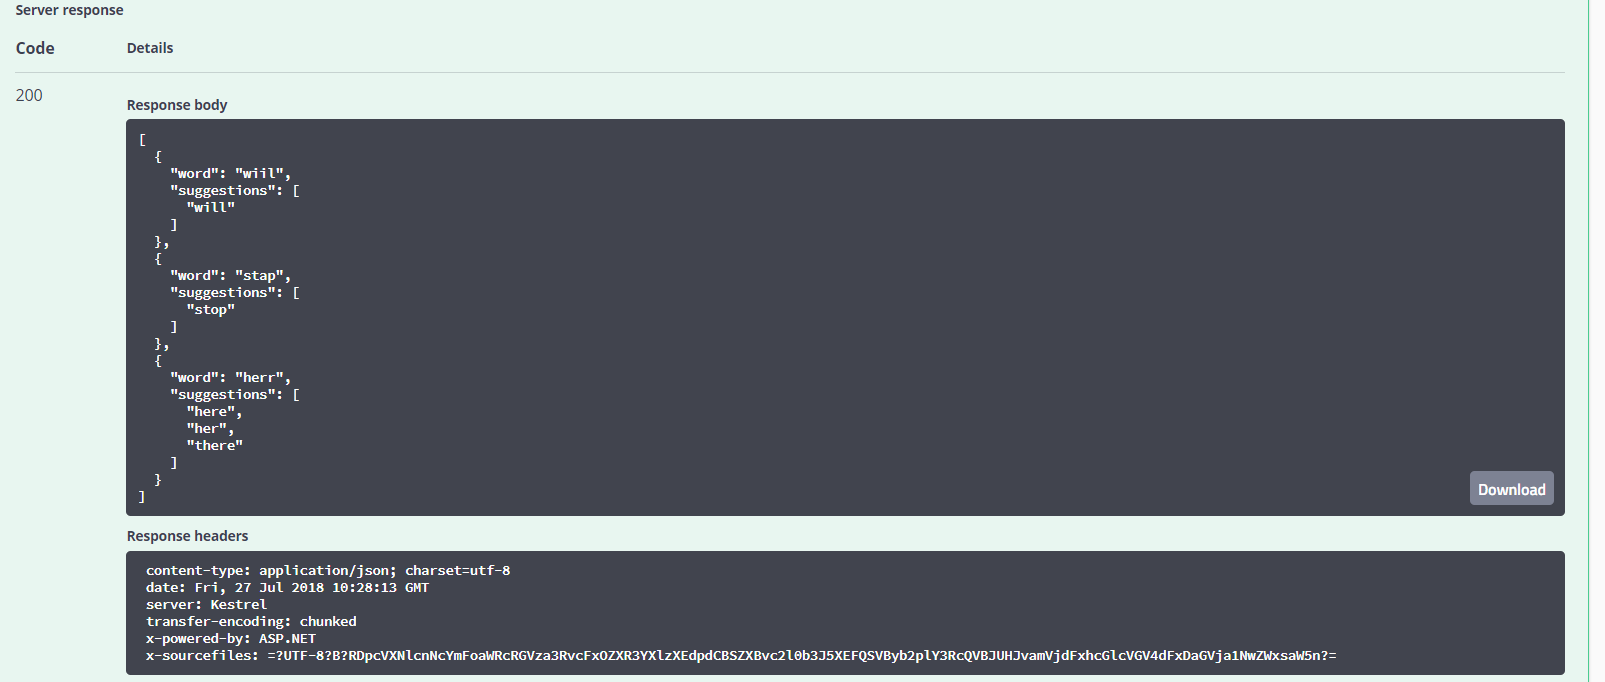 Server response
Code Details
200
Response body
[
  {
    "word": "wiil",
    "suggestions": [
      "will"
    ]
  },
  {
    "word": "stap",
    "suggestions": [
      "stop"
    ]
  },
  {
    "word": "herr",
    "suggestions": [
      "here",
      "her",
      "there"
    ]
  }
]
Download
Response headers
content-type: application/json; charset=utf-8
date: Fri, 27 Jul 2018 10:28:13 GMT
server: Kestrel
transfer-encoding: chunked
x-powered-by: ASP.NET
x-sourcefiles: =?UTF-8?B?RDpcVXNlcnNcYmFoaWRcRGVza3RvcFxOZXR3YXlzXEdpdCBSZXBvc2l0b3J5XEFQSVByb2plY3RcQVBJUHJvamVjdFxhcGlcVGV4dFxDaGVja1NwZWxsaW5n?=